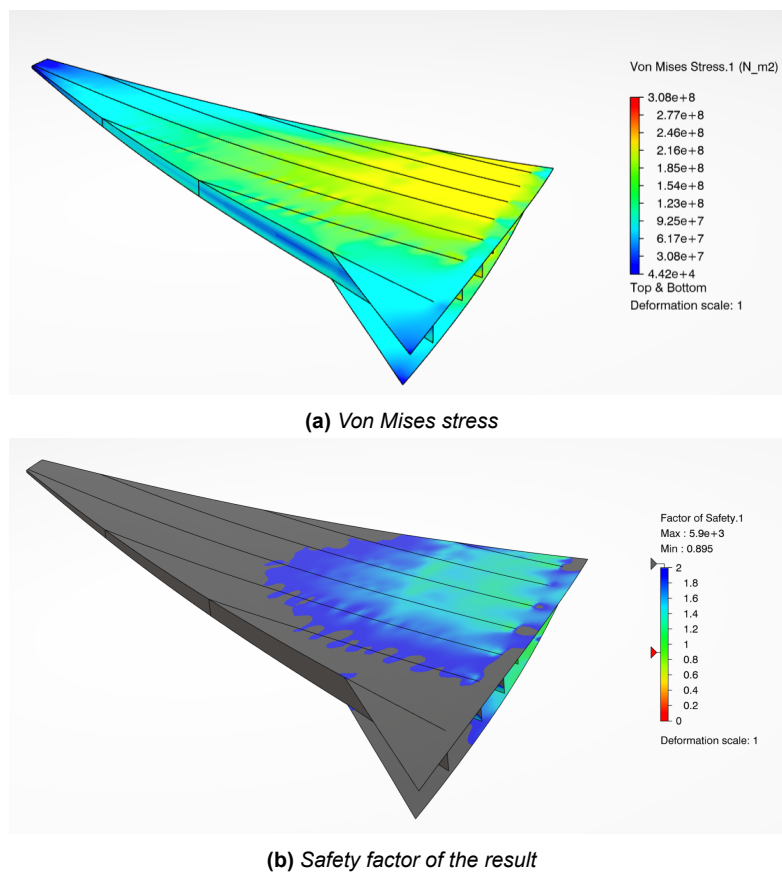 Von Mises Stress.1 (N_m2)
3.08e+8
2.77e+8
2.46e+8
2.16e+8
1.85e+8
1.54e+8
1.23e+8
9.25e+7
6.17e+7
3.08e+7
4.42e+4
Top & Bottom
Deformation scale: 1
(a) Von Mises stress
Factor of Safety.1
Max : 5.9e+3
Min : 0.895
2
1.8
1.6
1.4
1.2
1
0.8
0.6
0.4
0.2
0
Deformation scale: 1
(b) Safety factor of the result